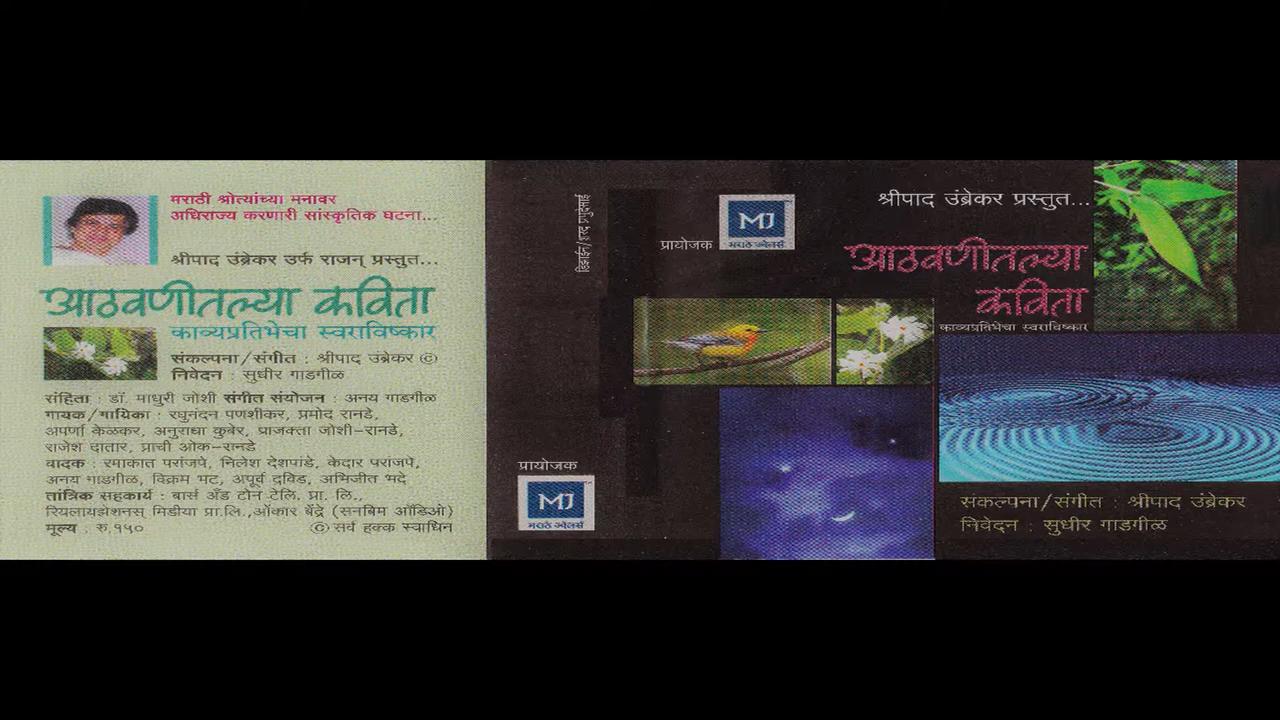 मराठी श्रोत्यांच्या मनावर
अधिराज्य करणारी सांस्कृतिक घटना...
श्रीपाद उंब्रेकर उर्फ राजन् प्रस्तुत...
आठवणीतल्या कविता
काव्यप्रतिभेचा स्वराविष्कार
संकल्पना/संगीत : श्रीपाद उंब्रेकर ©
निवेदन : सुधीर गाडगीळ
संहिता : डॉ. माधुरी जोशी संगीत संयोजन : अनय गाडगीळ
गायक/गायिका : रघुनंदन पणशीकर, प्रमोद रानडे,
अपर्णा केळकर, अनुराधा कुबेर, प्राजक्ता जोशी-रानडे,
राजेश दातार, प्राची ओक-रानडे
वादक : रमाकांत परांजपे, निलेश देशपांडे, केदार परांजपे,
अनय गाडगीळ, विक्रम भट, अपूर्व द्रविड, अभिजीत भदे
तांत्रिक सहकार्य : बार्स अँड टोन टेलि. प्रा. लि.,
रियलायझेशनस् मिडीया प्रा.लि.,ओंकार बेंद्रे (सनबिम ऑडिओ)
मूल्य : रु.१५०
© सर्व हक्क स्वाधिन
प्रायोजक
MJ
मराठे ज्वेलर्स
प्रायोजक
MJ
मराठे ज्वेलर्स
श्रीपाद उंब्रेकर प्रस्तुत...
आठवणीतल्या
कविता
काव्यप्रतिभेचा स्वराविष्कार
संकल्पना/संगीत : श्रीपाद उंब्रेकर
निवेदन : सुधीर गाडगीळ